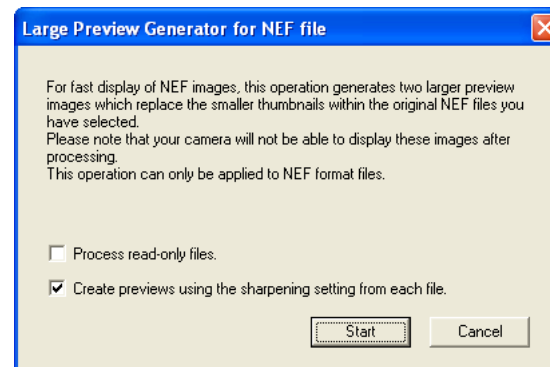 Large Preview Generator for NEF file
For fast display of NEF images, this operation generates two larger preview
images which replace the smaller thumbnails within the original NEF files you
have selected.
Please note that your camera will not be able to display these images after
processing.
This operation can only be applied to NEF format files.
Process read-only files.
Create previews using the sharpening setting from each file.
Start Cancel